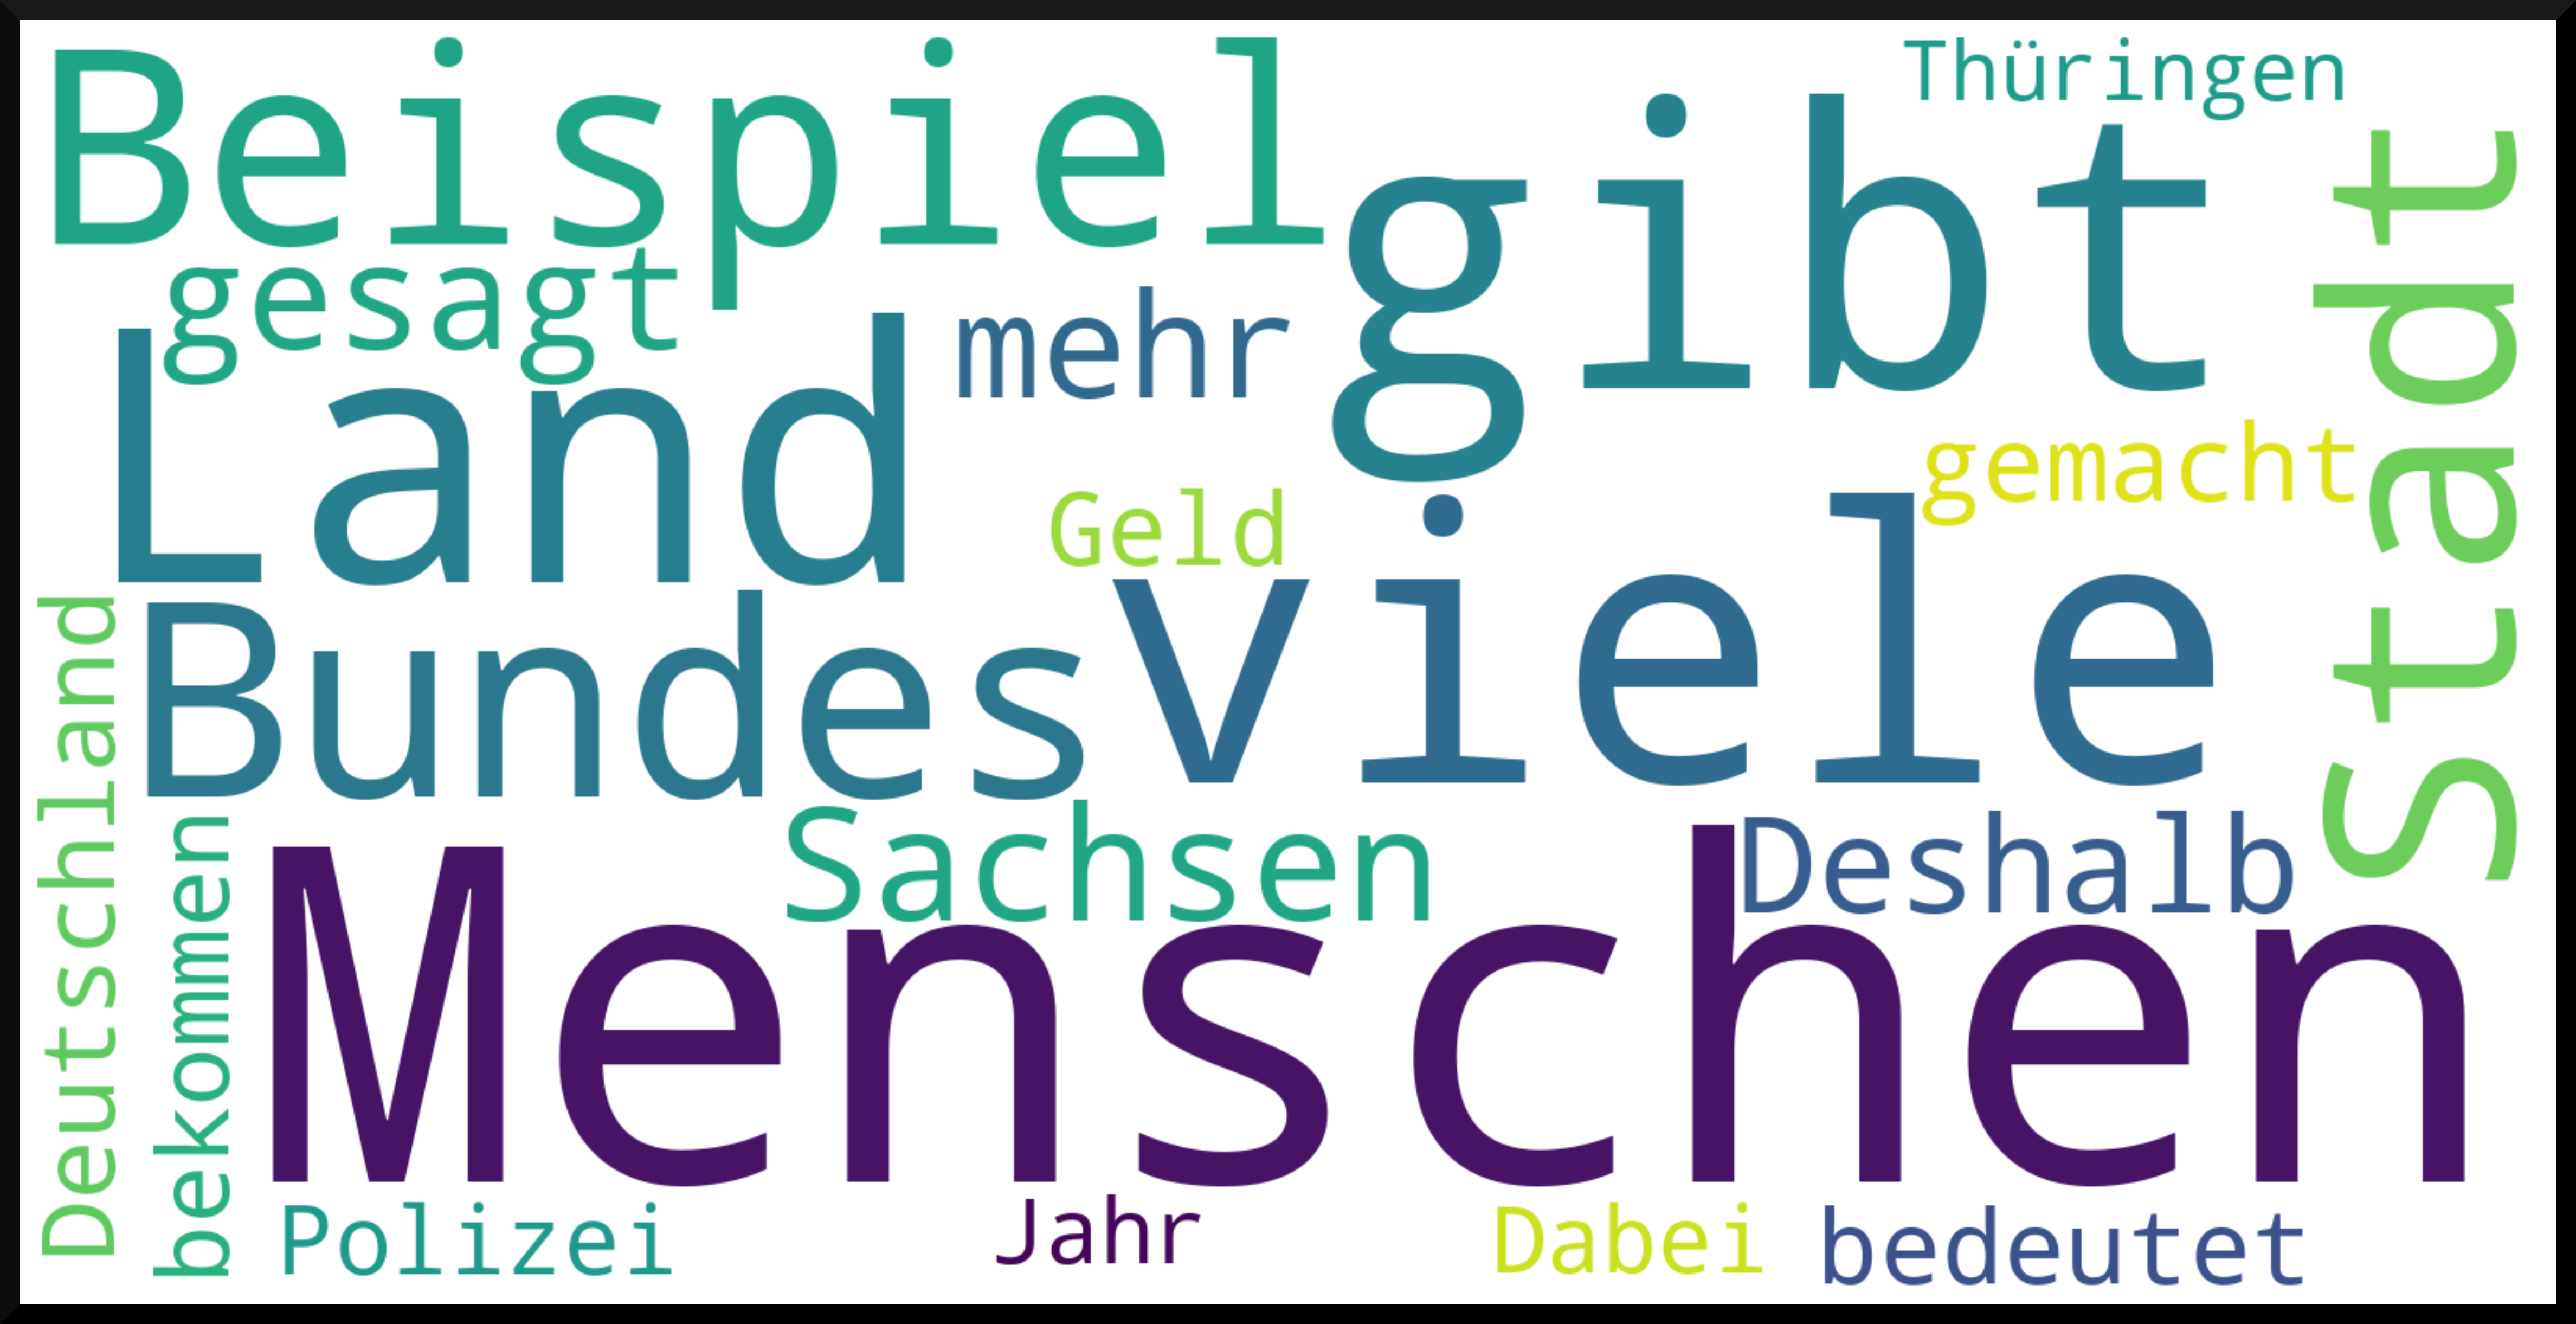 Beispiel
Thüringen
gibt
gesagt
mehr
Land
Stadt
gemacht
Geld
viele
Bundes
Deutschland
Sachsen
Deshalb
bekommen
Menschen
Polizei
Jahr
Dabei
bedeutet